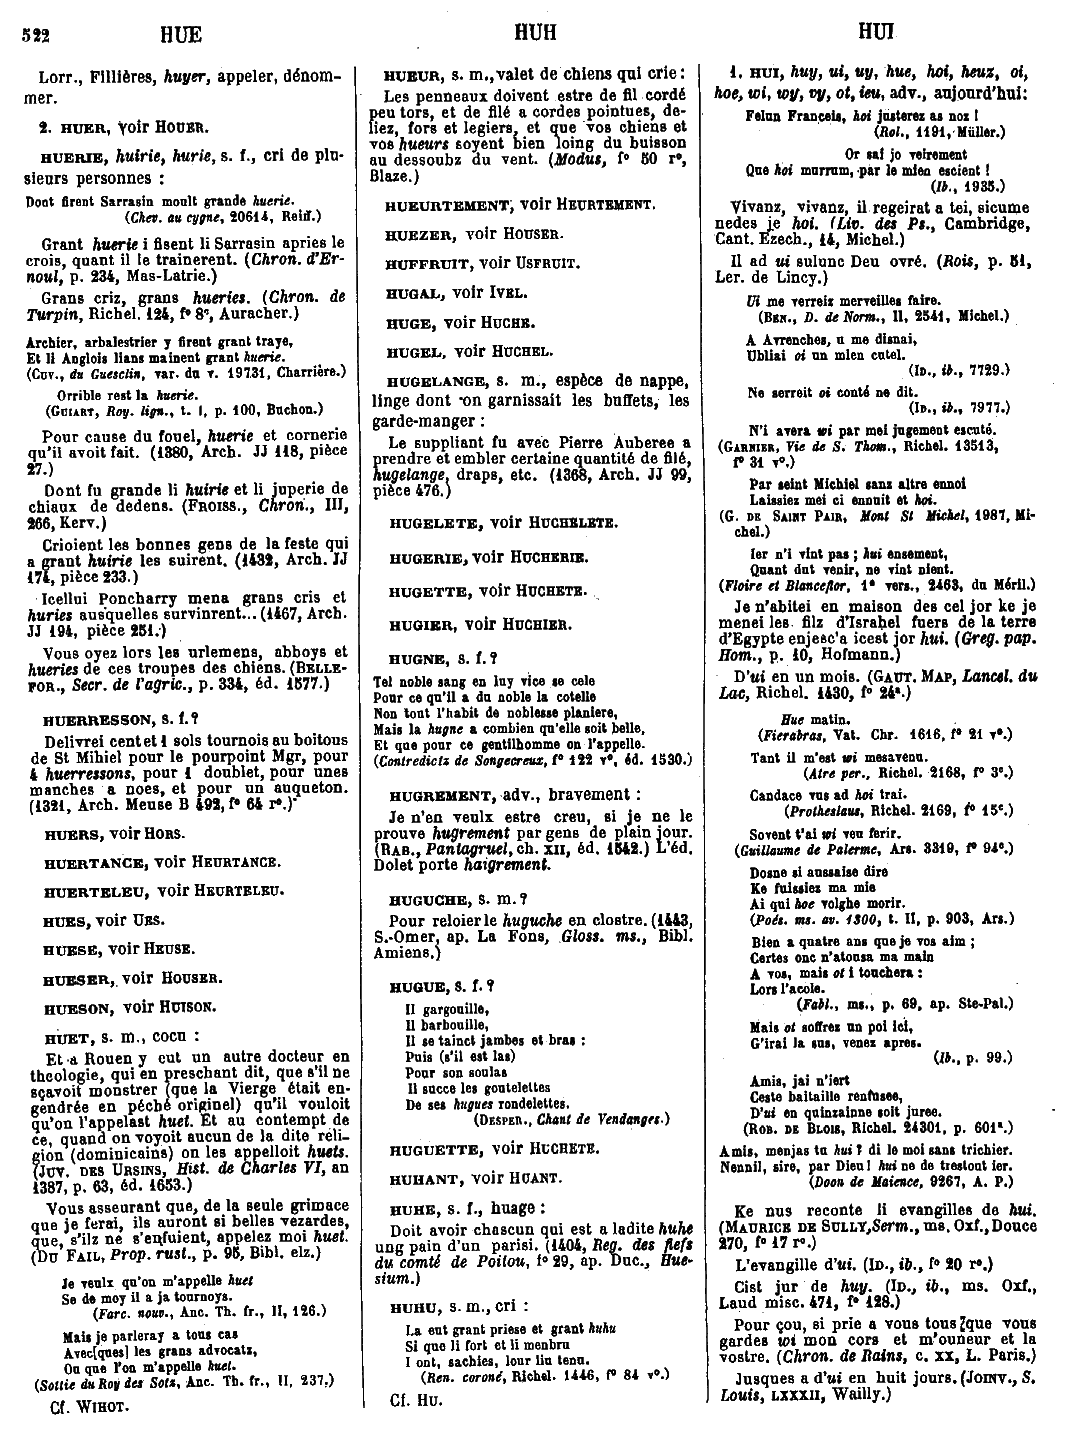 522 HUE HUH HUI
Lorr., Fillières, huyer, appeler, dénom-
mer.
2. HUER, voir HOUER.
HUERIE, huirie, hurie, s. f., cri de plu-
sieurs personnes :
Dont firent Sarrasin moult grande huerie.
(Chev. au cygne, 20614, Reiff.)
Grant huerie i fisent li Sarrasin apries le
crois, quant il le trainerent. (Chron. d'Er-
noul, p. 234, Mas-Latrie.)
Grans criz, grans hueries. (Chron. de
Turpin, Richel. 124, f° 8c, Auracher.)
Archier, arbalestrier y firent grant traye,
Et li Anglois lians mainent grant huerie.
(CUV., du Guesclin, var. du v. 19731, Charrière.)
Orrible rest la huerie.
(GUIART, Roy. lign., t. I, p. 100, Buchon.)
Pour cause du fouel, huerie et cornerie
qu'il avoit fait. (1380, Arch. JJ 118, pièce
27.)
Dont fu grande li huirie et li juperie de
chiaux de dedens. (FROISS., Chron., III,
266, Kerv.)
Crioient les bonnes gens de la feste qui
a grant huirie les suirent. (1432, Arch. JJ
174, pièce 233.)
Icellui Poncharry mena grans cris et
huries ausquelles survinrent... (1467, Arch.
JJ 194, pièce 251.)
Vous oyez lors les urlemens, abboys et
hueries de ces troupes des chiens. (BELLE-
FOR., Secr. de l'agric., p. 334, éd. 1577.)
HUERRESSON, s. f. ?
Delivrei cent et I sols tournois au boitous
de St Mihiel pour le pourpoint Mgr, pour
4 huerressons, pour I doublet, pour unes
manches a noes, et pour un auqueton.
(1321, Arch. Meuse B 492, f° 64 r°.)
HUERS, voir HORS.
HUERTANCE, voir HEURTANCE.
HUERTELEU, voir HEURTELEU.
HUES, voir UES.
HUESE, voir HEUSE.
HUESER, voir HOUSER.
HUESON, voir HUISON.
HUET, s. m., cocu :
Et a Rouen y eut un autre docteur en
theologie, qui en preschant dit, que s'il ne
sçavoit monstrer (que la Vierge était en-
gendrée en péché originel) qu'il vouloit
qu'on l'appelast huet. Et au contempt de
ce, quand on voyoit aucun de la dite reli-
gion (dominicains) on les appelloit huets.
(JUV. DES URSINS, Hist. de Charles VI, an
1387, p. 63, éd. 1653.)
Vous asseurant que, de la seule grimace
que je ferai, ils auront si belles vezardes,
que, s'ilz ne s'enfuient, appelez moi huet.
(DU FAIL, Prop. rust., p. 95, Bibl. elz.)
Je veulx qu'on m'appelle huet
Se de moy il a ja tournoys.
(Farc. nouv., Anc. Th. fr., II, 126.)
Mais je parleray a tous cas
Avec[ques] les grans advocats,
Ou que l'on m'appelle huet.
(Sottie du Roy des Sots, Anc. Th. fr., II, 237.)
Cf. WIHOT.
HUEUR, s. m., valet de chiens qui crie :
Les penneaux doivent estre de fil cordé
peu tors, et de filé a cordes pointues, de-
liez, fors et legiers, et que vos chiens et
vos hueurs soyent bien loing du buisson
au dessoubz du vent. (Modus, f° 50 r°,
Blaze.)
HUEURTEMENT, voir HEURTEMENT.
HUEZER, voir HOUSER.
HUFFRUIT, voir USFRUIT.
HUGAL, voir IVEL.
HUGE, voir HUCHE.
HUGEL, voir HUCHEL.
HUGELANGE, s. m., espèce de nappe,
linge dont on garnissait les buffets, les
garde-manger :
Le suppliant fu avec Pierre Auberee a
prendre et embler certaine quantité de filé,
hugelange, draps, etc. (1368, Arch. JJ 99,
pièce 476.)
HUGELETE, voir HUCHELETE.
HUGERIE, voir HUCHERIE.
HUGETTE, voir HUCHETE.
HUGIER, voir HUCHIER.
HUGNE, s. f. ?
Tel noble sang en luy vice se cele
Pour ce qu'il a du noble la cotelle
Non tout l'habit de noblesse planiere,
Mais la hugne a combien qu'elle soit belle,
Et que pour ce gentilhomme on l'appelle.
(Contredictz de Songecreux, f° 122 v°, éd. 1530.)
HUGREMENT, adv., bravement :
Je n'en veulx estre creu, si je ne le
prouve hugrement par gens de plain jour.
(RAB., Pantagruel, ch. XII, éd. 1542.) L'éd.
Dolet porte haigrement.
HUGUCHE, s. m. ?
Pour reloier le huguche en clostre. (1443,
S.-Omer, ap. La Fons, Gloss. ms., Bibl.
Amiens.)
HUGUE, s. f. ?
Il gargouille,
Il barbouille,
Il se tainct jambes et bras :
Puis (s'il est las)
Pour son soulas
Il succe les goutelettes
De ses hugues rondelettes.
(DESPER., Chant de Vendanges.)
HUGUETTE, voir HUCHETE.
HUHANT, voir HUANT.
HUHE, s. f., huage :
Doit avoir chascun qui est a ladite huhe
ung pain d'un parisi. (1404, Reg. des fiefs
du comté de Poitou, f° 29, ap. Duc., Hue-
sium.)
HUHU, s. m., cri :
La eut grant priese et grant huhu
Si que li fort et li menbru
I ont, sachies, lour liu tenu.
(Ren. coroné, Richel. 1446, f° 84 v°.)
Cf. HU.
1. HUI, huy, ui, uy, hue, hoi, heuz, oi,
hoe, wi, wy, vy, ot, ieu, adv., aujourd'hui :
Felun Franceis, hoi justerez as noz !
(Rol., 1191, Müller.)
Or sai jo veirement
Que hoi murrum, par le mien escient !
(Ib., 1935.)
Vivanz, vivanz, il regeirat a tei, sicume
nedes je hoi. (Liv. des Ps., Cambridge,
Cant. Ezech., 14, Michel.)
Il ad ui sulunc Deu ovré. (Rois, p. 51,
Ler. de Lincy.)
Ui me verreiz merveilles faire.
(BEN., D. de Norm., II, 2541, Michel.)
A Avrenches, u me disnai,
Ubliai oi un mien cutel.
(ID., ib., 7729.)
Ne serreit oi conté ne dit.
(ID., ib., 7977.)
N'i avera wi par mei jugement escuté.
(GARNIER, Vie de S. Thom., Richel. 13513,
f° 31 v°.)
Par seint Michiel sanz altre ennoi
Laissiez mei ci ennuit et hoi.
(G. DE SAINT PAIR, Mont St Michel, 1987, Mi-
chel.)
Ier n'i vint pas ; hui ensement,
Quant dut venir, ne vint nient.
(Floire et Blanceflor, 1e vers., 2463, du Méril.)
Je n'abitei en maison des cel jor ke je
menei les filz d'Israhel fuers de la terre
d'Egypte enjesc'a icest jor hui. (Greg. pap.
Hom., p. 10, Hofmann.)
D'ui en un mois. (GAUT. MAP, Lancel. du
Lac, Richel. 1430, f° 24a.)
Hue matin.
(Fierabras, Vat. Chr. 1616, f° 21 v°.)
Tant il m'est wi mesavenu.
(Atre per., Richel. 2168, f° 3c.)
Candace vus ad hoi trai.
(Protheslaus, Richel. 2169, f° 15c.)
Sovent t'ai wi veu ferir.
(Guillaume de Palerme, Ars. 3319, f° 94c.)
Dosne si aussaise dire
Ke fuissiez ma mie
Ai qui hoe volghe morir.
(Poés. ms. av. 1300, t. II, p. 903, Ars.)
Bien a quatre ans que je vos aim ;
Certes onc n'atousa ma main
A vos, mais ot i touchera :
Lors l'acole.
(Fabl., ms., p. 69, ap. Ste-Pal.)
Mais ot soffrez un poi ici,
G'irai la sus, venez apres.
(Ib., p. 99.)
Amis, jai n'iert
Ceste baltaille renfusee,
D'ui en quinzainne soit juree.
(ROB. DE BLOIS, Richel. 24301, p. 601a.)
Amis, menjas tu hui ? di le moi sans trichier.
Nennil, sire, par Dieu ! hui ne de trestout ier.
(Doon de Maience, 9267, A. P.)
Ke nus reconte li evangilles de hui.
(MAURICE DE SULLY, Serm., ms. Oxf., Douce
270, f° 17 r°.)
L'evangille d'ui. (ID., ib., f° 20 r°.)
Cist jur de huy. (ID., ib., ms. Oxf.,
Laud misc. 471, f° 128.)
Pour çou, si prie a vous tous que vous
gardes wi mon cors et m'ouneur et la
vostre. (Chron. de Rains, c. XX, L. Paris.)
Jusques a d'ui en huit jours. (JOINV., S.
Louis, LXXXII, Wailly.)